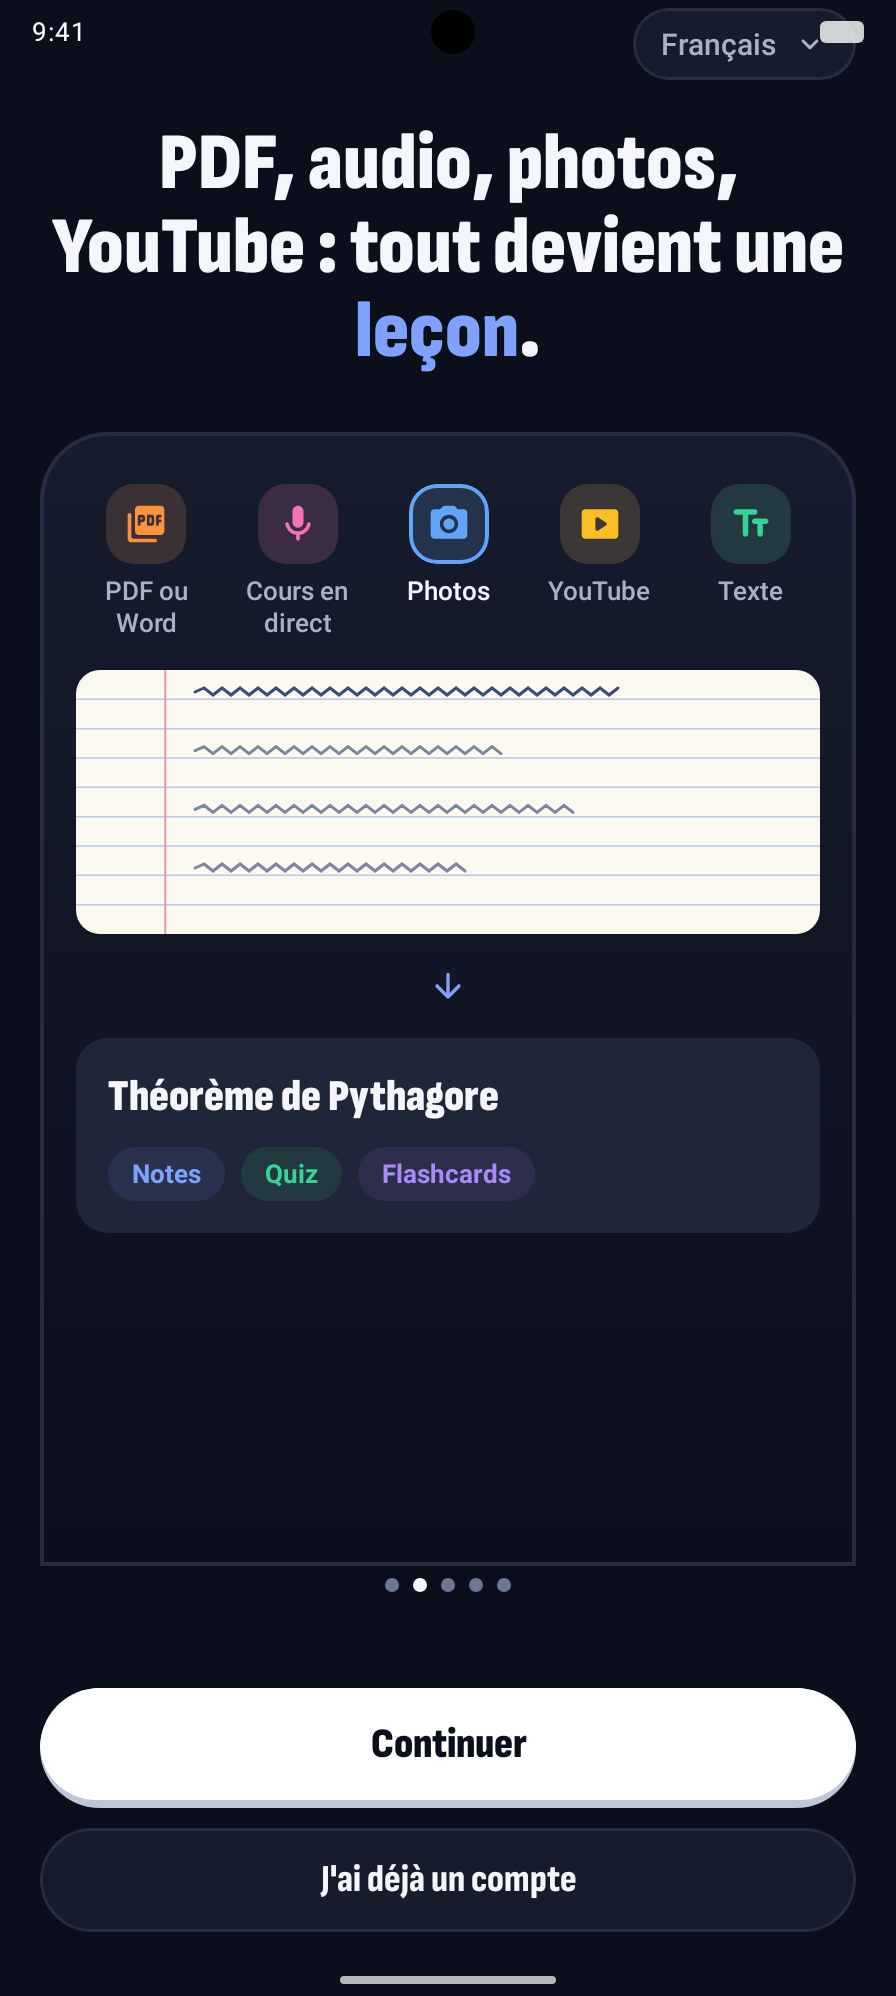 9:41
Français
PDF, audio, photos,
YouTube : tout devient une
leçon.
PDF
PDF ou
Word
Cours en
direct
Photos
YouTube
Tт
Texte
Théorème de Pythagore
Notes
Quiz
Flashcards
Continuer
J'ai déjà un compte